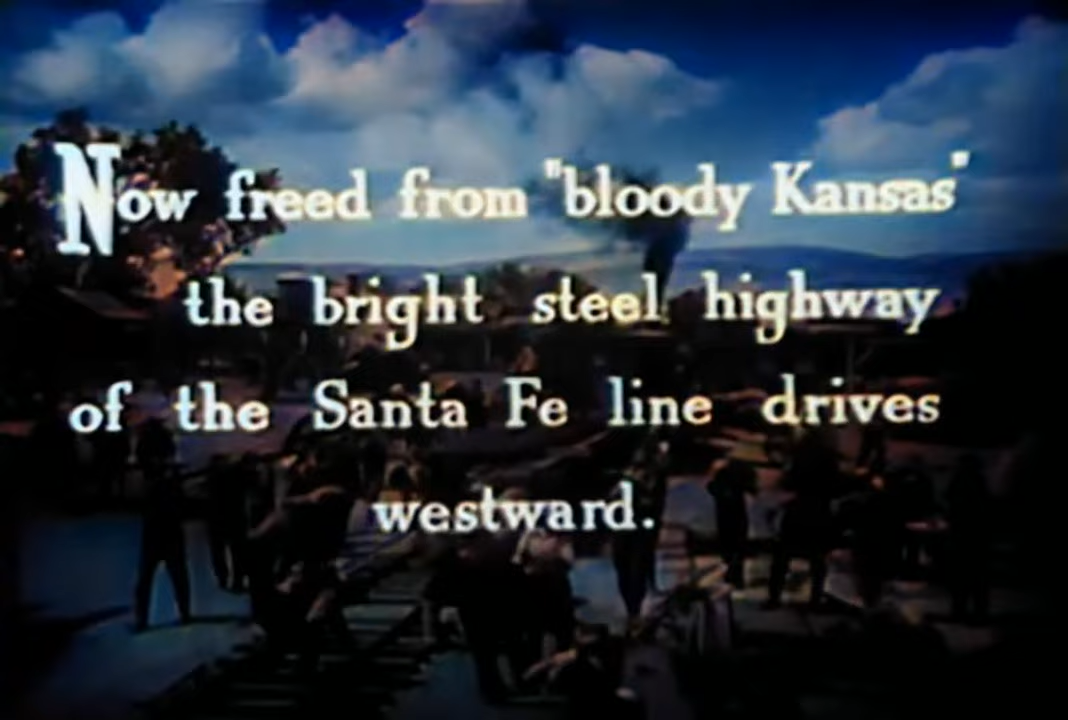 Now freed from "bloody Kansas"
the bright steel highway
of the Santa Fe line drives
westward.